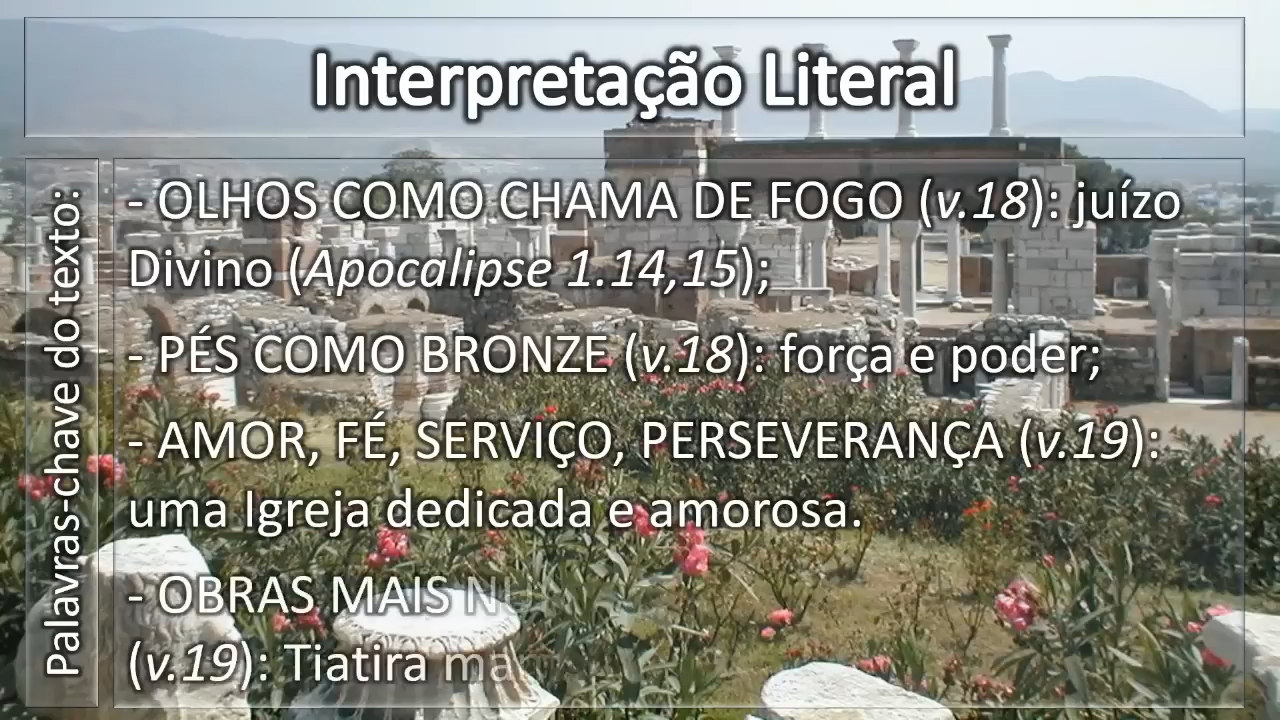 Interpretação Literal
Palavras-chave do texto:
- OLHOS COMO CHAMA DE FOGO (v.18): juízo
Divino (Apocalipse 1.14,15);
- PÉS COMO BRONZE (v.18): força e poder;
- AMOR, FÉ, SERVIÇO, PERSEVERANÇA (v.19):
uma Igreja dedicada e amorosa.
- OBRAS MAIS
(v.19): Tiatira